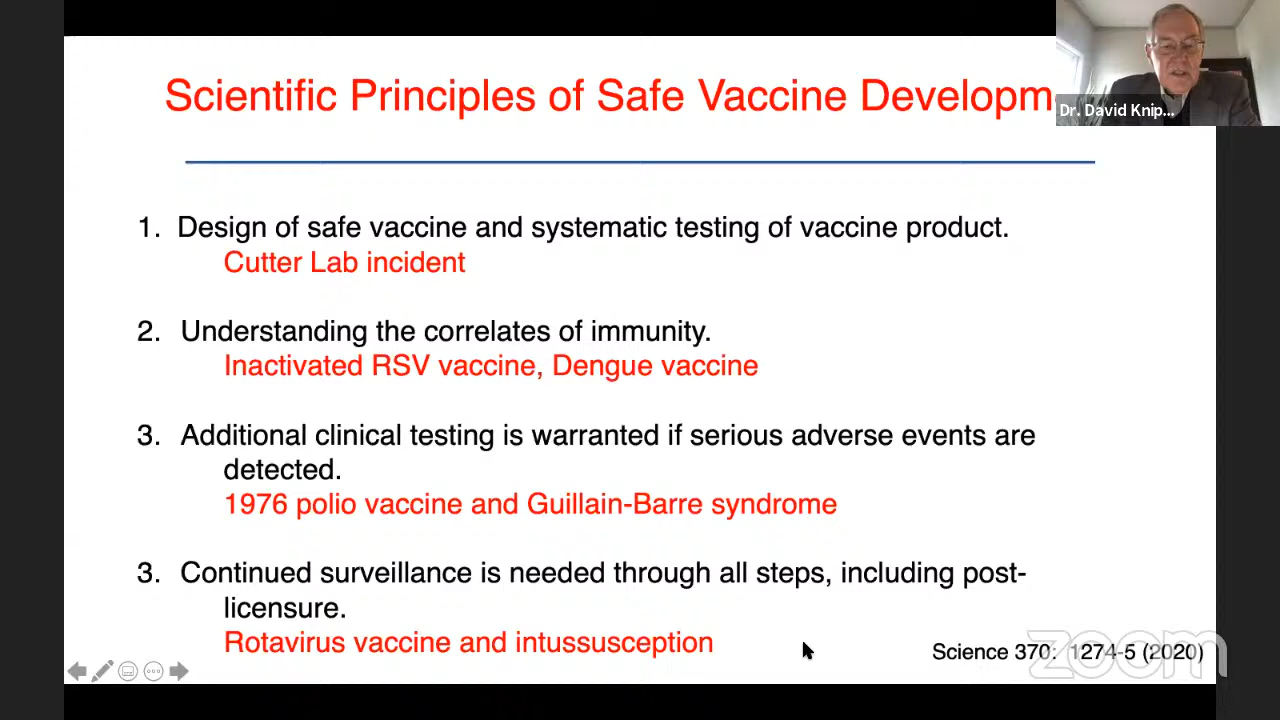 Scientific Principles of Safe Vaccine Developm
Dr. David Knip...
1. Design of safe vaccine and systematic testing of vaccine product.
Cutter Lab incident
2. Understanding the correlates of immunity.
Inactivated RSV vaccine, Dengue vaccine
3. Additional clinical testing is warranted if serious adverse events are
detected.
1976 polio vaccine and Guillain-Barre syndrome
3. Continued surveillance is needed through all steps, including post-
licensure.
Rotavirus vaccine and intussusception
Science 370: 1274-5 (2020)
zoom